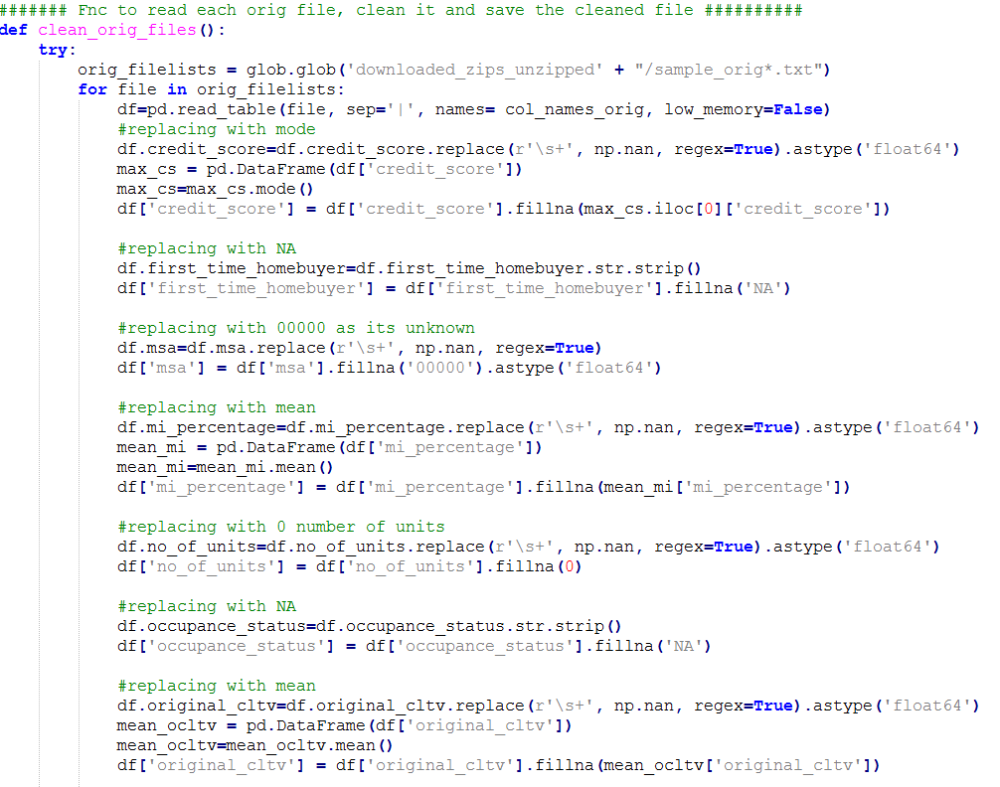 ####### Fnc to read each orig file, clean it and save the cleaned file ##########
def clean_orig_files():
    try:
        orig_filelists = glob.glob('downloaded_zips_unzipped' + "/sample_orig*.txt")
        for file in orig_filelists:
            df=pd.read_table(file, sep='|', names= col_names_orig, low_memory=False)
            #replacing with mode
            df.credit_score=df.credit_score.replace(r'\s+', np.nan, regex=True).astype('float64')
            max_cs = pd.DataFrame(df['credit_score'])
            max_cs=max_cs.mode()
            df['credit_score'] = df['credit_score'].fillna(max_cs.iloc[0]['credit_score'])

            #replacing with NA
            df.first_time_homebuyer=df.first_time_homebuyer.str.strip()
            df['first_time_homebuyer'] = df['first_time_homebuyer'].fillna('NA')

            #replacing with 00000 as its unknown
            df.msa=df.msa.replace(r'\s+', np.nan, regex=True)
            df['msa'] = df['msa'].fillna('00000').astype('float64')

            #replacing with mean
            df.mi_percentage=df.mi_percentage.replace(r'\s+', np.nan, regex=True).astype('float64')
            mean_mi = pd.DataFrame(df['mi_percentage'])
            mean_mi=mean_mi.mean()
            df['mi_percentage'] = df['mi_percentage'].fillna(mean_mi['mi_percentage'])

            #replacing with 0 number of units
            df.no_of_units=df.no_of_units.replace(r'\s+', np.nan, regex=True).astype('float64')
            df['no_of_units'] = df['no_of_units'].fillna(0)

            #replacing with NA
            df.occupance_status=df.occupance_status.str.strip()
            df['occupance_status'] = df['occupance_status'].fillna('NA')

            #replacing with mean
            df.original_cltv=df.original_cltv.replace(r'\s+', np.nan, regex=True).astype('float64')
            mean_ocltv = pd.DataFrame(df['original_cltv'])
            mean_ocltv=mean_ocltv.mean()
            df['original_cltv'] = df['original_cltv'].fillna(mean_ocltv['original_cltv'])